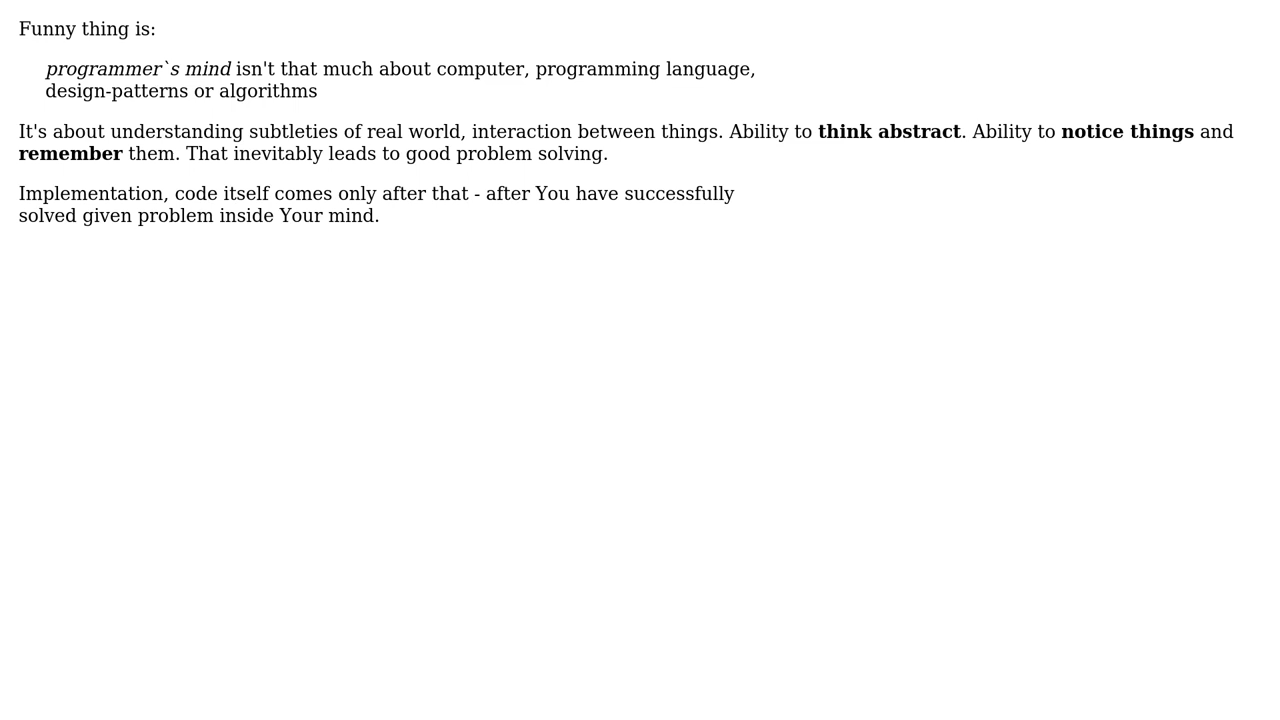 Funny thing is:
programmer`s mind isn't that much about computer, programming language,
design-patterns or algorithms
It's about understanding subtleties of real world, interaction between things. Ability to think abstract. Ability to notice things and
remember them. That inevitably leads to good problem solving.
Implementation, code itself comes only after that - after You have successfully
solved given problem inside Your mind.